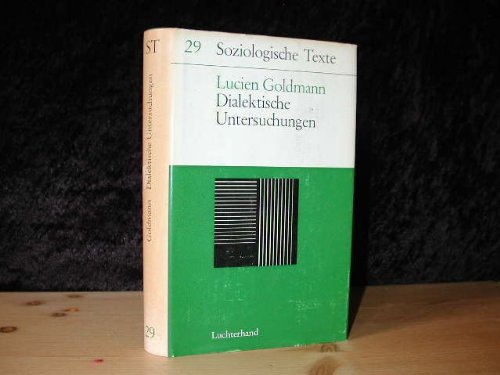 ST
Goldmann Dialektische Untersuchungen
29
29 Soziologische Texte
Lucien Goldmann
Dialektische
Untersuchungen
Luchterhand